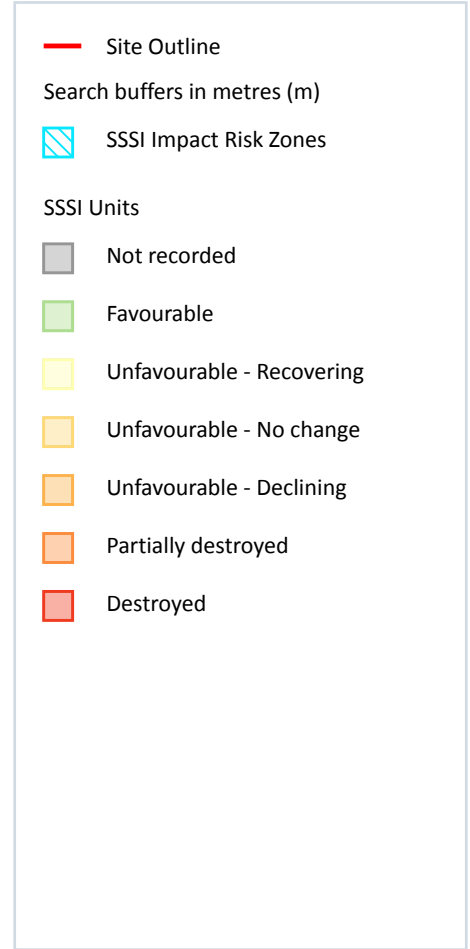 Site Outline
Search buffers in metres (m)
SSSI Impact Risk Zones
SSSI Units
Not recorded
Favourable
Unfavourable - Recovering
Unfavourable - No change
Unfavourable - Declining
Partially destroyed
Destroyed